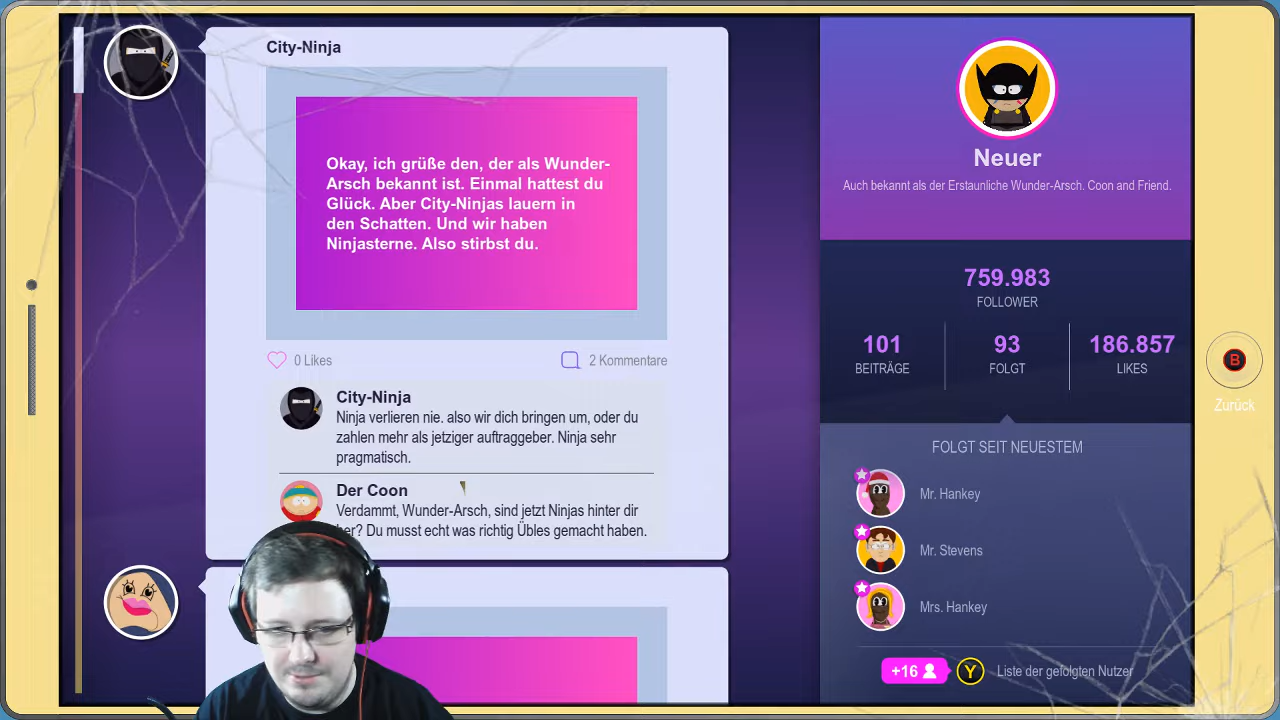 City-Ninja
Okay, ich grüße den, der als Wunder-
Arsch bekannt ist. Einmal hattest du
Glück. Aber City-Ninjas lauern in
den Schatten. Und wir haben
Ninjasterne. Also stirbst du.
0 Likes
2 Kommentare
City-Ninja
Ninja verlieren nie. also wir dich bringen um, oder du
zahlen mehr als jetziger auftraggeber. Ninja sehr
pragmatisch.
Der Coon
Verdammt, Wunder-Arsch, sind jetzt Ninjas hinter dir
her? Du musst echt was richtig Übles gemacht haben.
Neuer
Auch bekannt als der Erstaunliche Wunder-Arsch. Coon and Friend.
759.983
FOLLOWER
101
BEITRÄGE
93
FOLGT
186.857
LIKES
FOLGT SEIT NEUESTEM
Mr. Hankey
Mr. Stevens
Mrs. Hankey
+16
Y
Liste der gefolgten Nutzer
B
Zurück